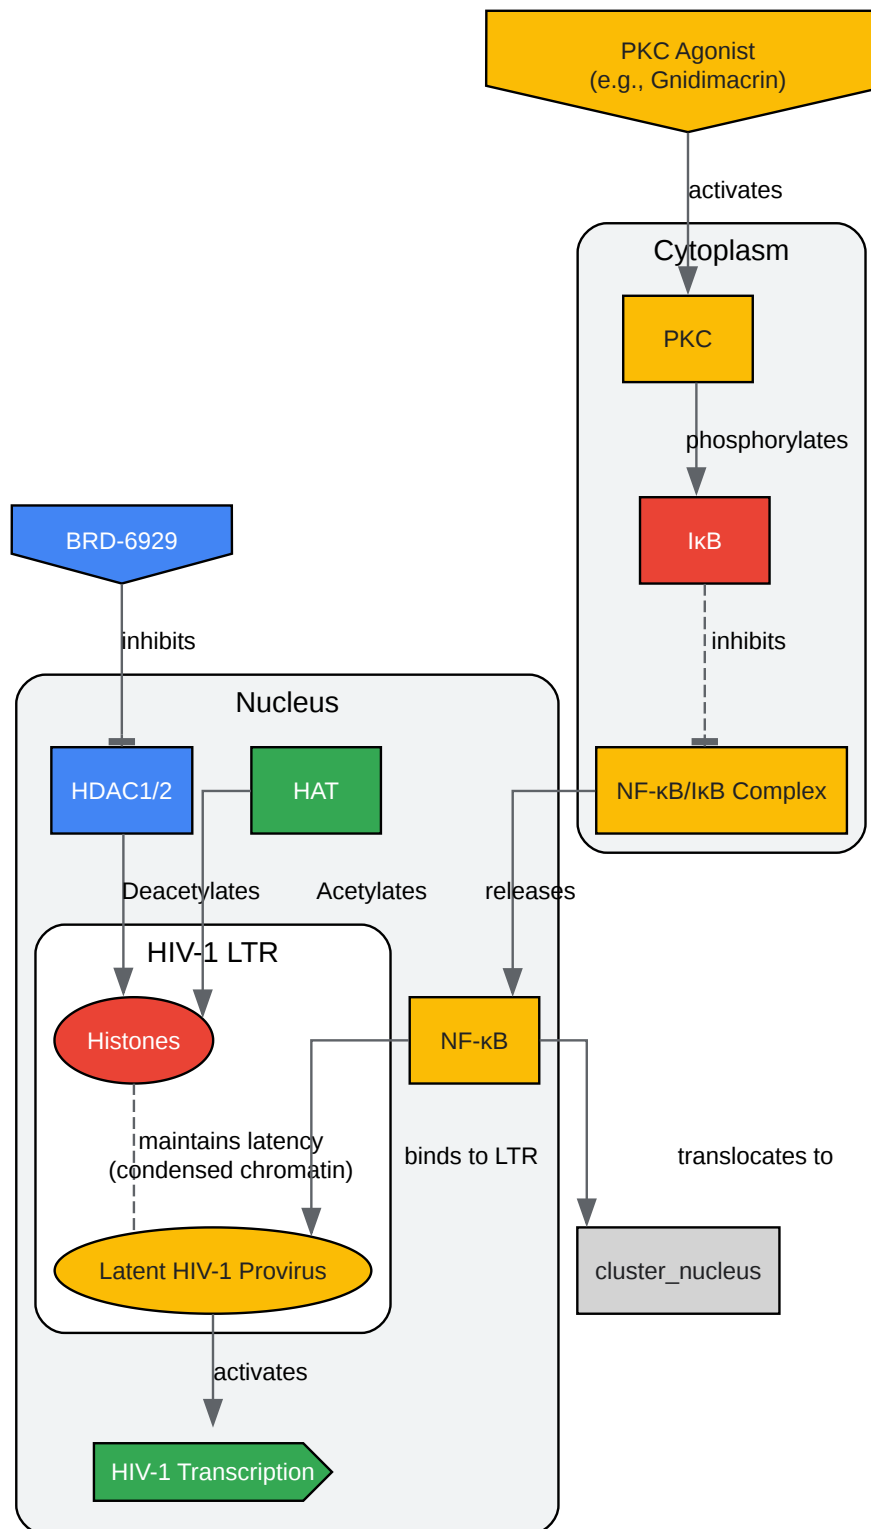 PKC Agonist
(e.g., Gnidimacrin)
activates
Cytoplasm
PKC
phosphorylates
BRD-6929
IκB
inhibits
inhibits
Nucleus
HDAC1/2
HAT
NF-κB/IκB Complex
Deacetylates
Acetylates
releases
HIV-1 LTR
Histones
NF-κB
maintains latency
(condensed chromatin)
binds to LTR
translocates to
Latent HIV-1 Provirus
cluster_nucleus
activates
HIV-1 Transcription